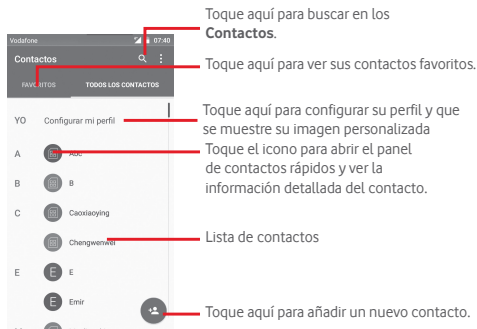 Toque aquí para buscar en los
Contactos.
Vodafone 07:40
Contactos
Toque aquí para ver sus contactos favoritos.
FAVORITOS TODOS LOS CONTACTOS
Toque aquí para configurar su perfil y que
se muestre su imagen personalizada
YO Configurar mi perfil
Toque el icono para abrir el panel
de contactos rápidos y ver la
información detallada del contacto.
A Abc
B B
C Caoxiaoying
Lista de contactos
Chengwenwei
E E E
E Emir
Toque aquí para añadir un nuevo contacto.